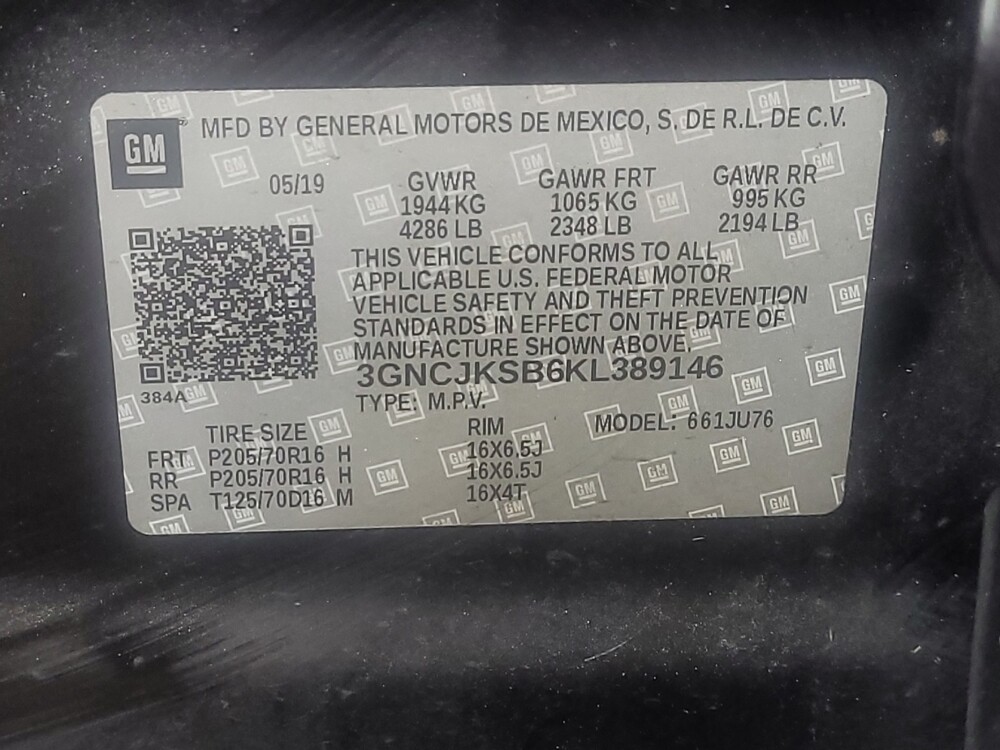 GM MFD BY GENERAL MOTORS DE MEXICO, S. DE R.L. DE C.V.
05/19 GVWR GAWR FRT GAWR RR
1944 KG 1065 KG 995 KG
4286 LB 2348 LB 2194 LB
THIS VEHICLE CONFORMS TO ALL
APPLICABLE U.S. FEDERAL MOTOR
VEHICLE SAFETY AND THEFT PREVENTION
STANDARDS IN EFFECT ON THE DATE OF
MANUFACTURE SHOWN ABOVE.
3GNCJKSB6KL389146
384A
TYPE: M.P.V.
TIRE SIZE RIM MODEL: 661JU76
FRT P205/70R16 H 16X6.5J
RR P205/70R16 H 16X6.5J
SPA T125/70D16 M 16X4T